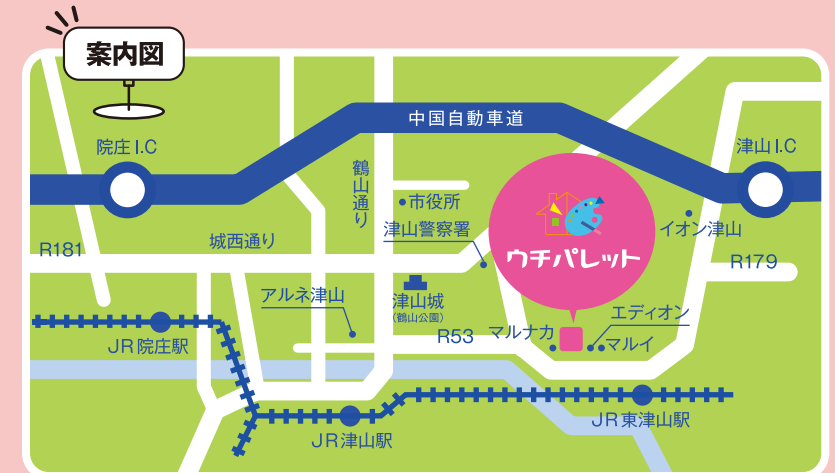 案内図
中国自動車道
院庄 I.C
津山 I.C
鶴山通り
市役所
津山警察署
城西通り
R181
ウチパレット
イオン津山
R179
アルネ津山
津山城
(鶴山公園)
エディオン
R53
マルナカ
マルイ
JR院庄駅
JR津山駅
JR東津山駅